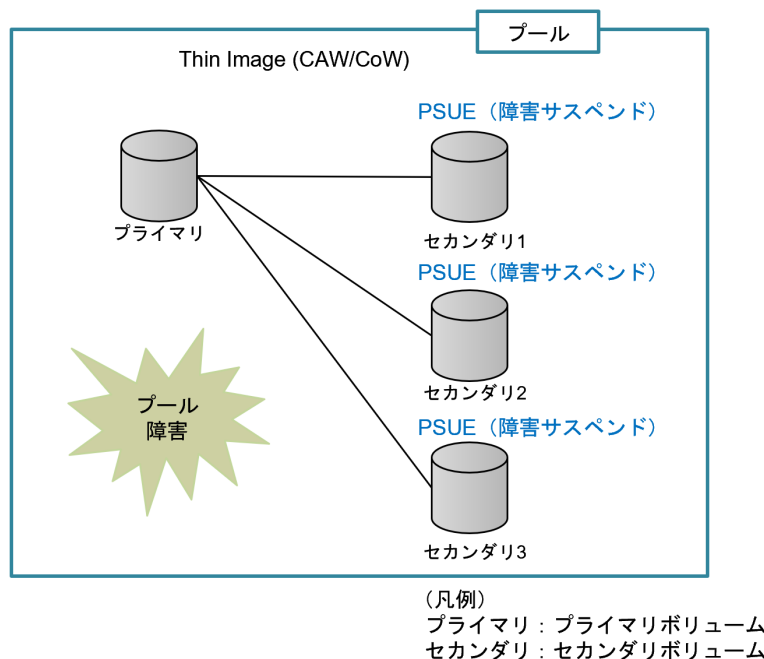 プール
Thin Image (CAW/CoW)
PSUE（障害サスペンド）
プライマリ
セカンダリ1
PSUE（障害サスペンド）
セカンダリ2
プール
障害
PSUE（障害サスペンド）
セカンダリ3
（凡例）
プライマリ：プライマリボリューム
セカンダリ：セカンダリボリューム